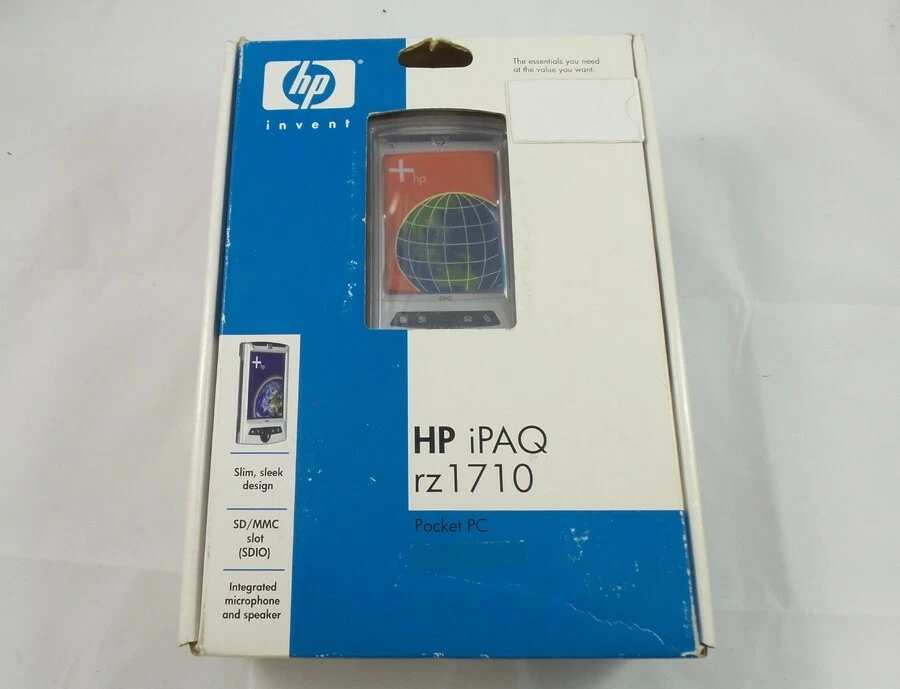 hp
®
invent
The essentials you need
at the value you want.
hp
iPAQ
hp
Slim, sleek
design
SD/MMC
slot
(SDIO)
Integrated
microphone
and speaker
HP iPAQ
rz1710
Pocket PC